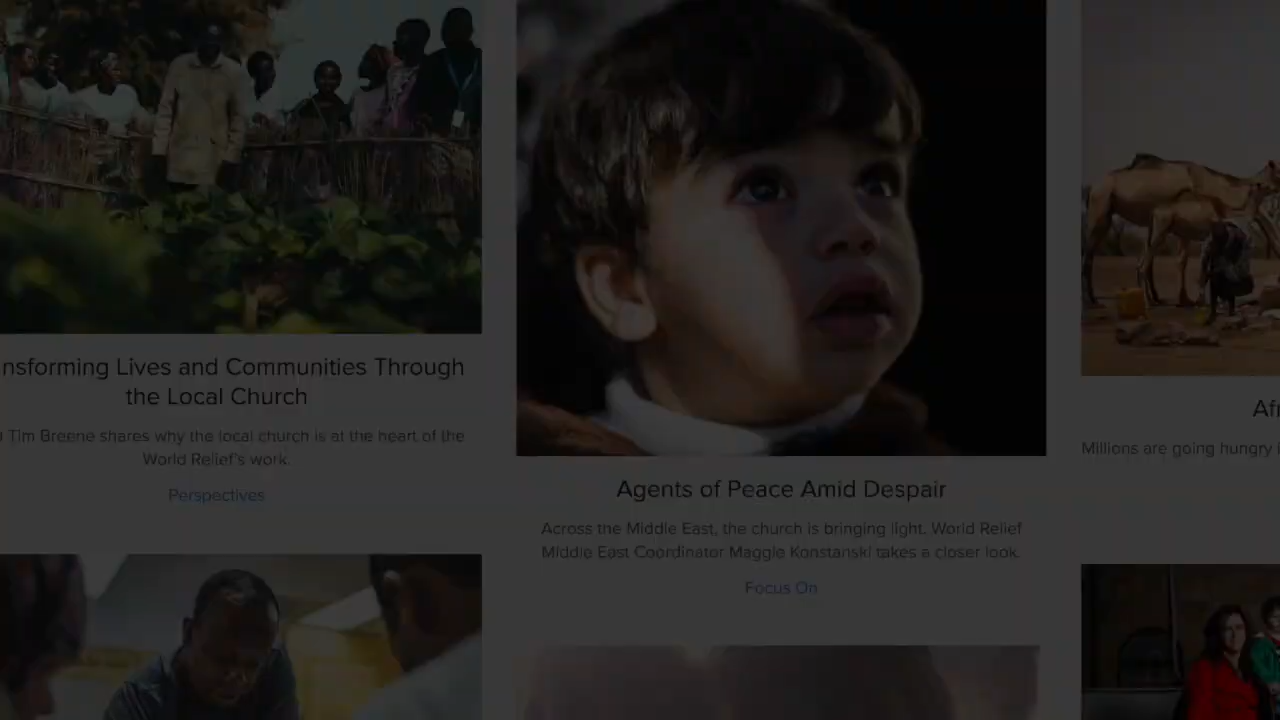 nsforming Lives and Communities Through
the Local Church
Tim Breene shares why the local church is at the heart of the
World Relief's work.
Perspectives
Agents of Peace Amid Despair
Across the Middle East, the church is bringing light. World Relief
Middle East Coordinator Maggie Konstanski takes a closer look.
Focus On
Afr
Millions are going hungry i